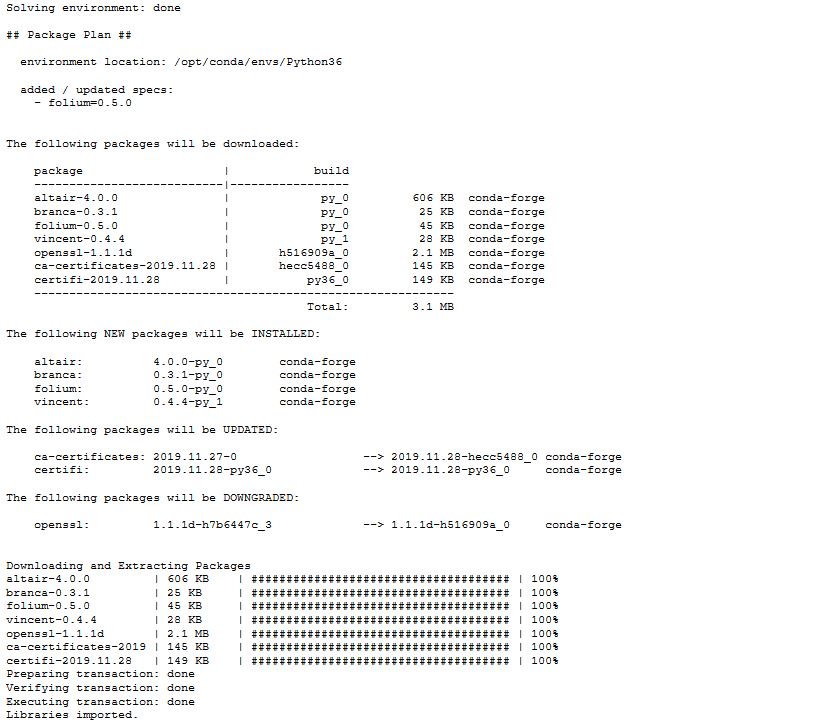 Solving environment: done
## Package Plan ##
environment location: /opt/conda/envs/Python36
added / updated specs:
- folium=0.5.0
The following packages will be downloaded:
package | build
---------------------------|-----------------
altair-4.0.0 | py_0 606 KB conda-forge
branca-0.3.1 | py_0 25 KB conda-forge
folium-0.5.0 | py_0 45 KB conda-forge
vincent-0.4.4 | py_1 28 KB conda-forge
openssl-1.1.1d | h516909a_0 2.1 MB conda-forge
ca-certificates-2019.11.28 | hecc5488_0 145 KB conda-forge
certifi-2019.11.28 | py36_0 149 KB conda-forge
------------------------------------------------------------
Total: 3.1 MB
The following NEW packages will be INSTALLED:
altair: 4.0.0-py_0 conda-forge
branca: 0.3.1-py_0 conda-forge
folium: 0.5.0-py_0 conda-forge
vincent: 0.4.4-py_1 conda-forge
The following packages will be UPDATED:
ca-certificates: 2019.11.27-0 --> 2019.11.28-hecc5488_0 conda-forge
certifi: 2019.11.28-py36_0 --> 2019.11.28-py36_0 conda-forge
The following packages will be DOWNGRADED:
openssl: 1.1.1d-h7b6447c_3 --> 1.1.1d-h516909a_0 conda-forge
Downloading and Extracting Packages
altair-4.0.0 | 606 KB | ##################################### | 100%
branca-0.3.1 | 25 KB | ##################################### | 100%
folium-0.5.0 | 45 KB | ##################################### | 100%
vincent-0.4.4 | 28 KB | ##################################### | 100%
openssl-1.1.1d | 2.1 MB | ##################################### | 100%
ca-certificates-2019 | 145 KB | ##################################### | 100%
certifi-2019.11.28 | 149 KB | ##################################### | 100%
Preparing transaction: done
Verifying transaction: done
Executing transaction: done
Libraries imported.